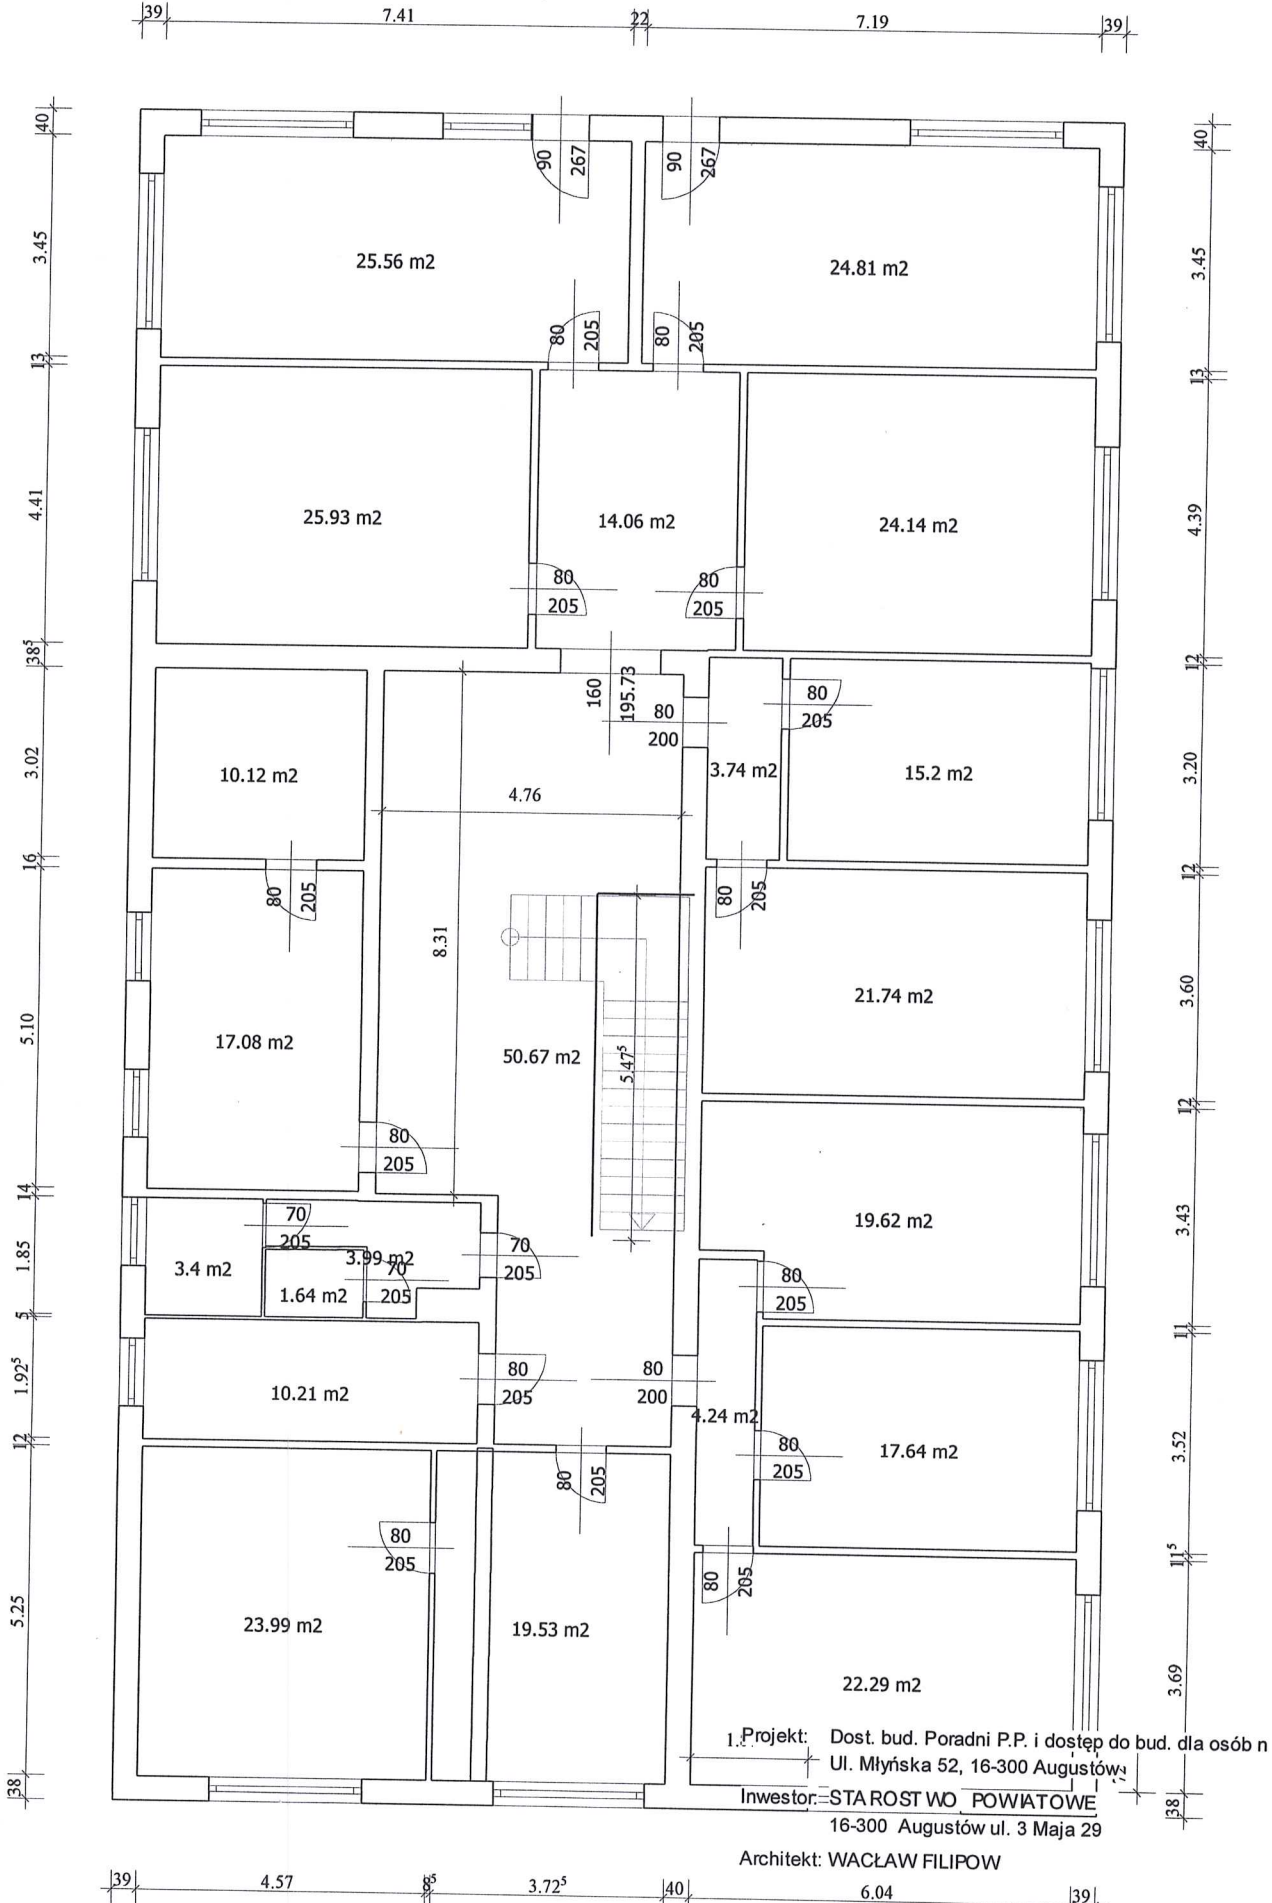 39 7.41 22 7.19 39
40 40
90 267 90 267
3.45 25.56 m2 24.81 m2 3.45
80 205 80 205
13 13
4.41 25.93 m2 14.06 m2 24.14 m2 4.39
80 80
205 205
38⁵ 12
160 195.73 80 80
200 205
3.02 10.12 m2 4.76 3.74 m2 15.2 m2 3.20
16 12
80 205 80 205
8.31
5.10 17.08 m2 50.67 m2 5.47⁵ 21.74 m2 3.60
12
80
205
14
70 19.62 m2 3.43
205 70
1.85 3.4 m2 3.99 m2 205
70 80
1.64 m2 205 205
5 11
1.92⁵ 10.21 m2 80 80
205 200
4.24 m2
12 17.64 m2 3.52
80
205
80 205
80
205
11⁵
80 205
5.25 23.99 m2 19.53 m2
22.29 m2 3.69
Projekt: Dost. bud. Poradni P.P. i dostęp do bud. dla osób n
Ul. Młyńska 52, 16-300 Augustów
38 Inwestor: STAROSTWO POWIATOWE 38
16-300 Augustów ul. 3 Maja 29
Architekt: WACŁAW FILIPOW
39 4.57 8⁵ 3.72⁵ 40 6.04 39